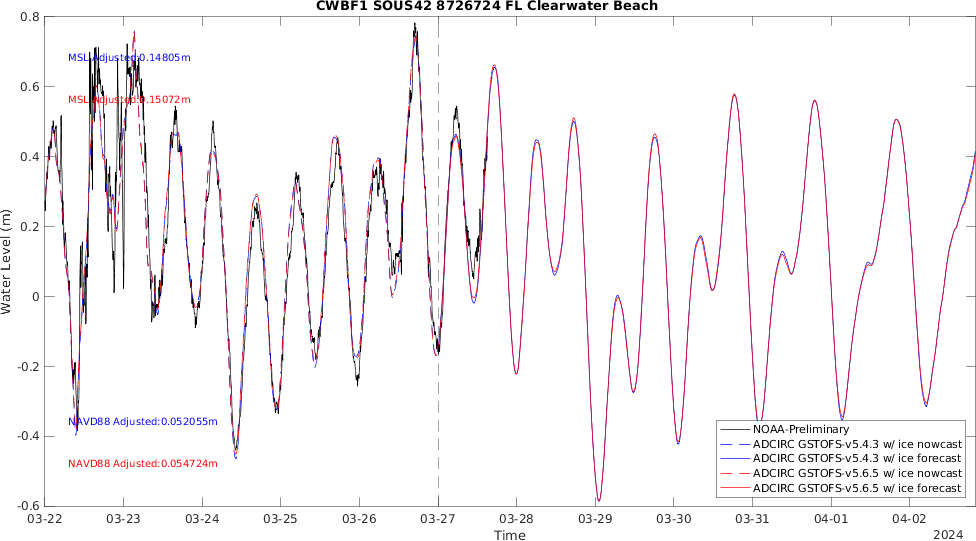 CWBF1 SOUS42 8726724 FL Clearwater Beach
0.8
0.6
0.4
0.2
0
-0.2
-0.4
-0.6
Water Level (m)
MSL Adjusted:0.14805m
MSL Adjusted:0.15072m
NAVD88 Adjusted:0.052055m
NAVD88 Adjusted:0.054724m
NOAA-Preliminary
ADCIRC GSTOFS-v5.4.3 w/ ice nowcast
ADCIRC GSTOFS-v5.4.3 w/ ice forecast
ADCIRC GSTOFS-v5.6.5 w/ ice nowcast
ADCIRC GSTOFS-v5.6.5 w/ ice forecast
03-22 03-23 03-24 03-25 03-26 03-27 03-28 03-29 03-30 03-31 04-01 04-02
Time
2024